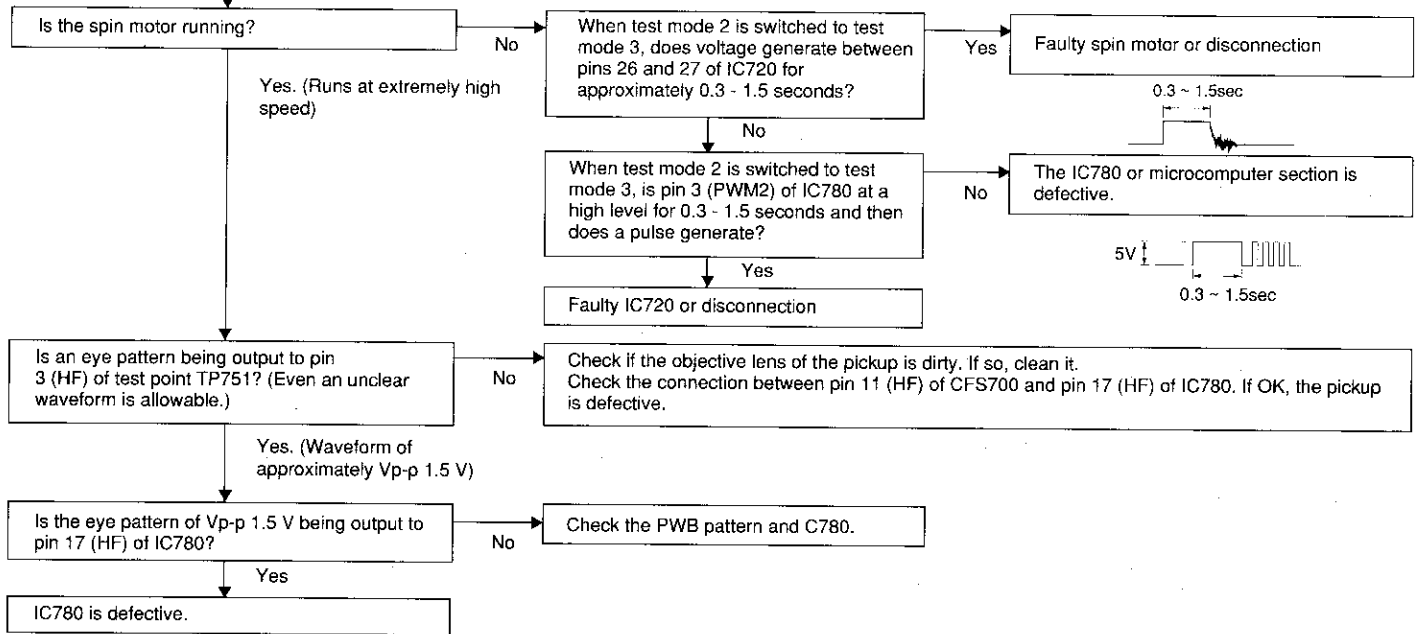 Is the spin motor running?
No
When test mode 2 is switched to test
mode 3, does voltage generate between
pins 26 and 27 of IC720 for
approximately 0.3 - 1.5 seconds?
Yes
Faulty spin motor or disconnection
Yes. (Runs at extremely high
speed)
0.3 ~ 1.5sec
No
When test mode 2 is switched to test
mode 3, is pin 3 (PWM2) of IC780 at a
high level for 0.3 - 1.5 seconds and then
does a pulse generate?
No
The IC780 or microcomputer section is
defective.
5V
0.3 ~ 1.5sec
Yes
Faulty IC720 or disconnection
Is an eye pattern being output to pin
3 (HF) of test point TP751? (Even an unclear
waveform is allowable.)
No
Check if the objective lens of the pickup is dirty. If so, clean it.
Check the connection between pin 11 (HF) of CFS700 and pin 17 (HF) of IC780. If OK, the pickup
is defective.
Yes. (Waveform of
approximately Vp-p 1.5 V)
Is the eye pattern of Vp-p 1.5 V being output to
pin 17 (HF) of IC780?
No
Check the PWB pattern and C780.
Yes
IC780 is defective.